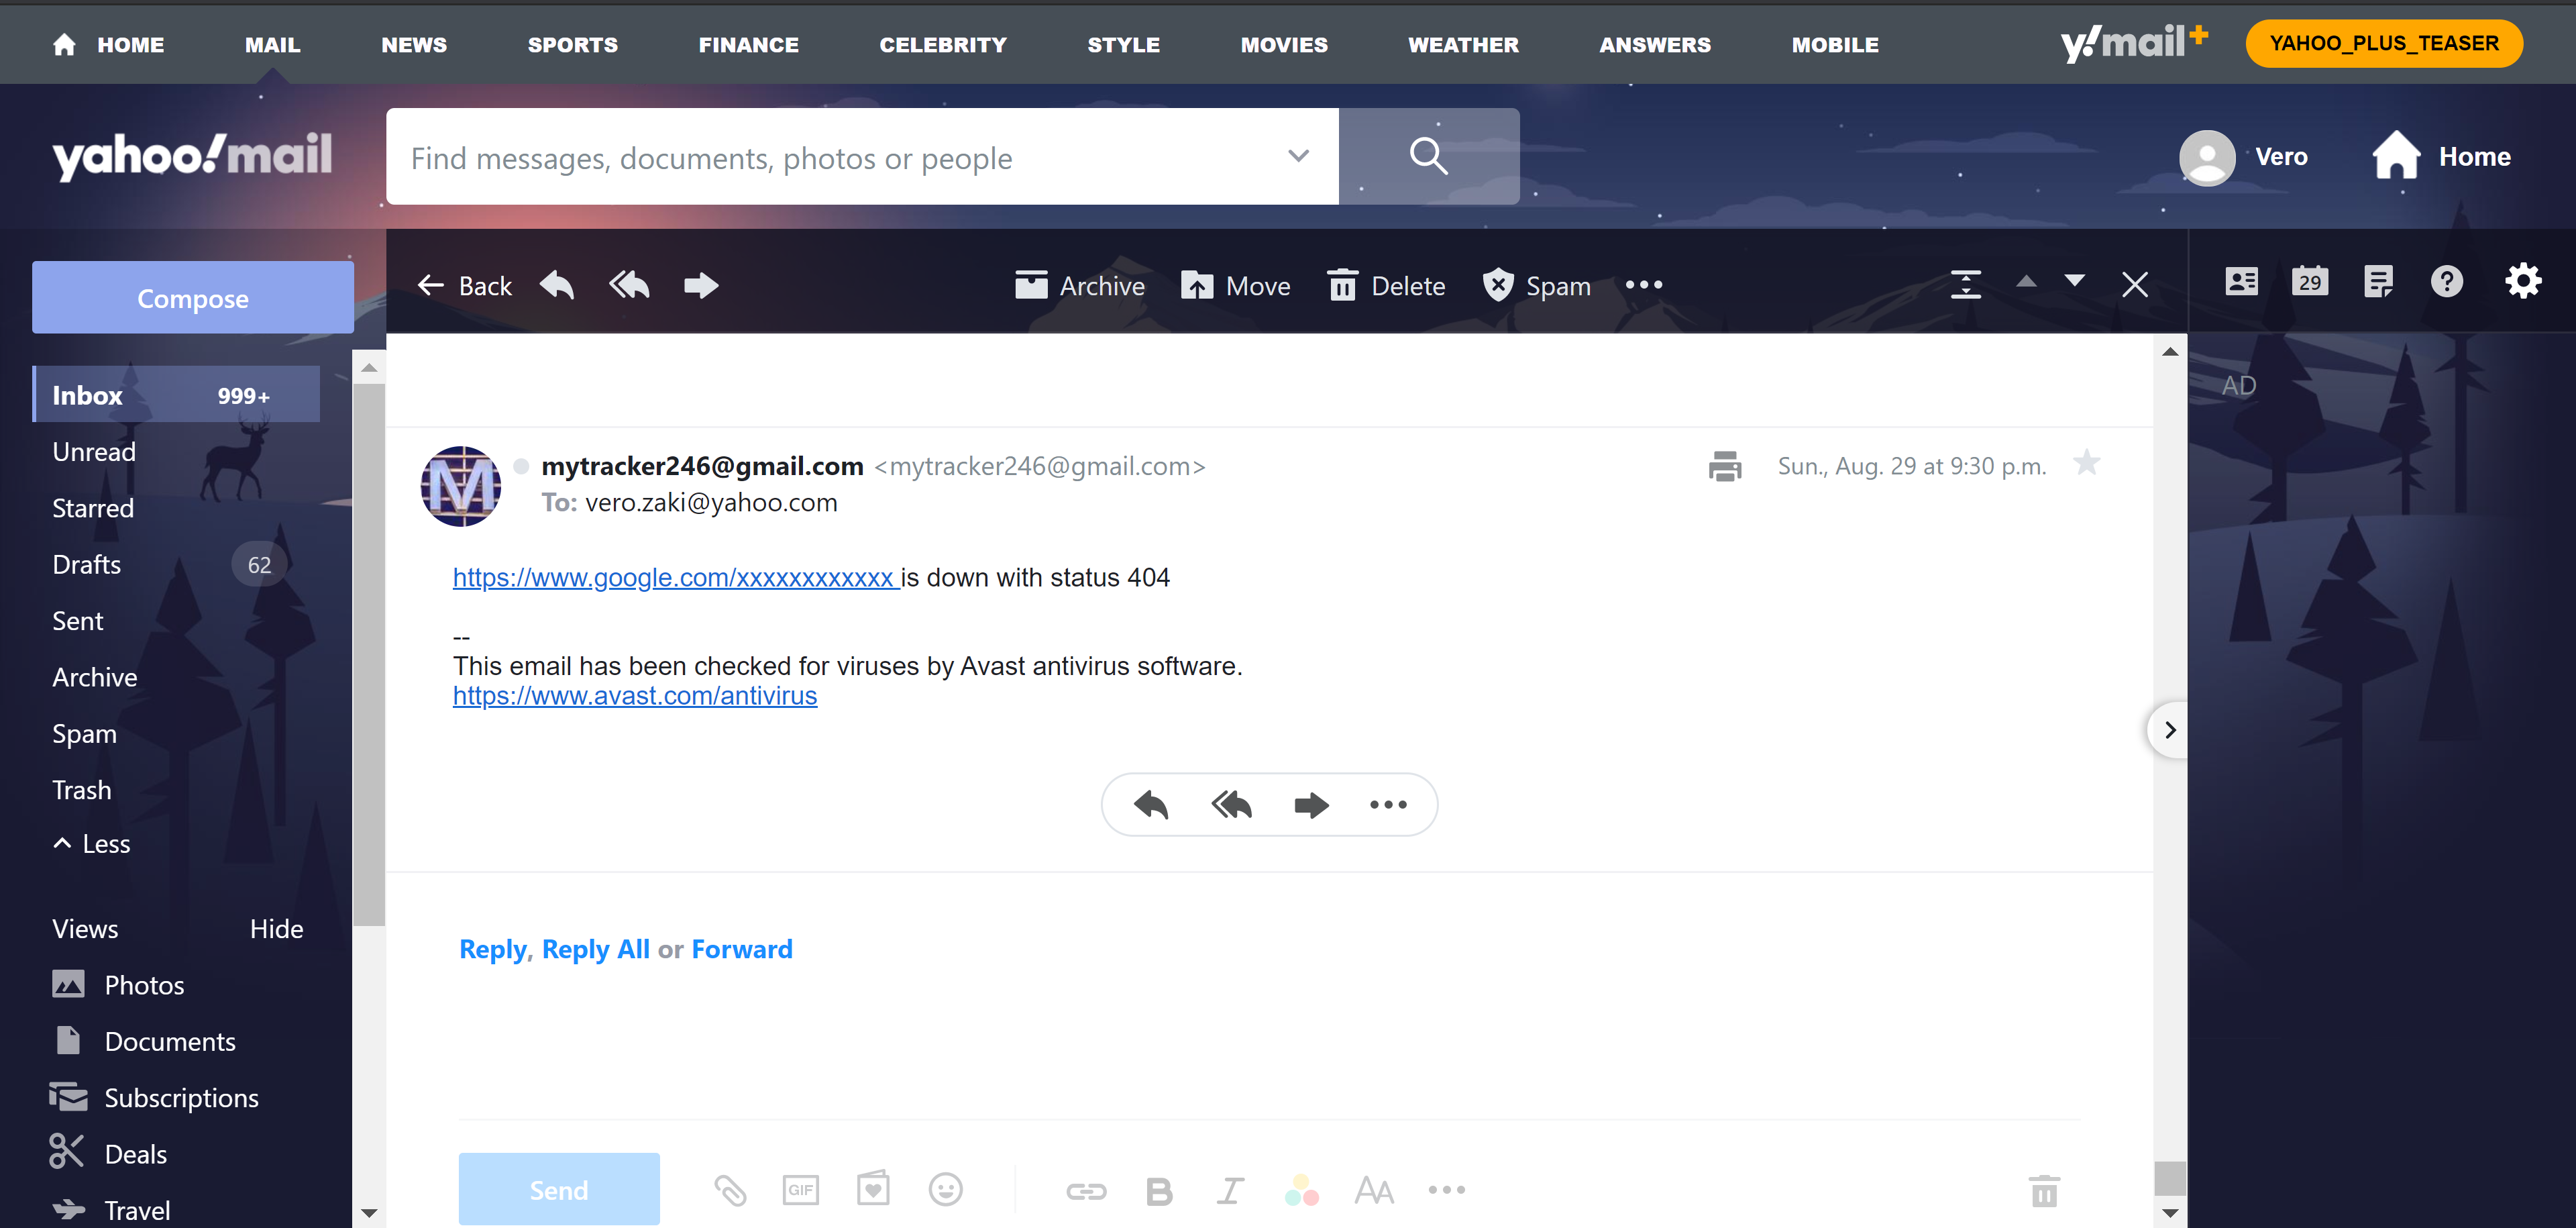 HOME MAIL NEWS SPORTS FINANCE CELEBRITY STYLE MOVIES WEATHER ANSWERS MOBILE y!mail+ YAHOO_PLUS_TEASER
yahoo!mail Find messages, documents, photos or people Vero Home
Compose
Back Archive Move Delete Spam 29
Inbox 999+
Unread
Starred
Drafts 62
Sent
Archive
Spam
Trash
Less
Views Hide
Photos
Documents
Subscriptions
Deals
Travel
AD
M
mytracker246@gmail.com <mytracker246@gmail.com> Sun., Aug. 29 at 9:30 p.m.
To: vero.zaki@yahoo.com
https://www.google.com/xxxxxxxxxxxx is down with status 404
--
This email has been checked for viruses by Avast antivirus software.
https://www.avast.com/antivirus
Reply, Reply All or Forward
Send GIF B I AA